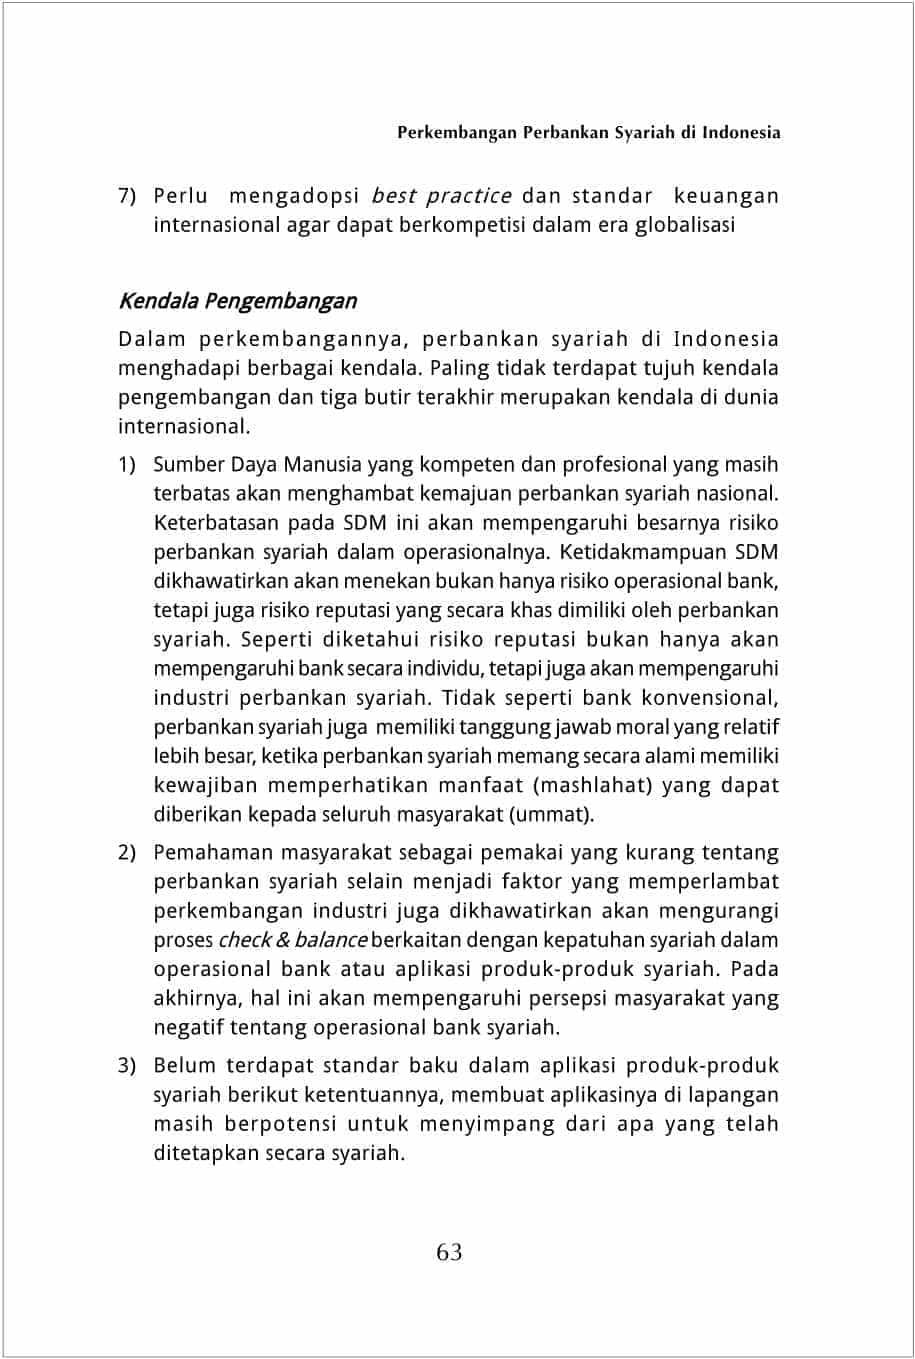 Perkembangan Perbankan Syariah di Indonesia
7) Perlu mengadopsi best practice dan standar keuangan
internasional agar dapat berkompetisi dalam era globalisasi
Kendala Pengembangan
Dalam perkembangannya, perbankan syariah di Indonesia
menghadapi berbagai kendala. Paling tidak terdapat tujuh kendala
pengembangan dan tiga butir terakhir merupakan kendala di dunia
internasional.
1) Sumber Daya Manusia yang kompeten dan profesional yang masih
terbatas akan menghambat kemajuan perbankan syariah nasional.
Keterbatasan pada SDM ini akan mempengaruhi besarnya risiko
perbankan syariah dalam operasionalnya. Ketidakmampuan SDM
dikhawatirkan akan menekan bukan hanya risiko operasional bank,
tetapi juga risiko reputasi yang secara khas dimiliki oleh perbankan
syariah. Seperti diketahui risiko reputasi bukan hanya akan
mempengaruhi bank secara individu, tetapi juga akan mempengaruhi
industri perbankan syariah. Tidak seperti bank konvensional,
perbankan syariah juga memiliki tanggung jawab moral yang relatif
lebih besar, ketika perbankan syariah memang secara alami memiliki
kewajiban memperhatikan manfaat (mashlahat) yang dapat
diberikan kepada seluruh masyarakat (ummat).
2) Pemahaman masyarakat sebagai pemakai yang kurang tentang
perbankan syariah selain menjadi faktor yang memperlambat
perkembangan industri juga dikhawatirkan akan mengurangi
proses check & balance berkaitan dengan kepatuhan syariah dalam
operasional bank atau aplikasi produk-produk syariah. Pada
akhirnya, hal ini akan mempengaruhi persepsi masyarakat yang
negatif tentang operasional bank syariah.
3) Belum terdapat standar baku dalam aplikasi produk-produk
syariah berikut ketentuannya, membuat aplikasinya di lapangan
masih berpotensi untuk menyimpang dari apa yang telah
ditetapkan secara syariah.
63